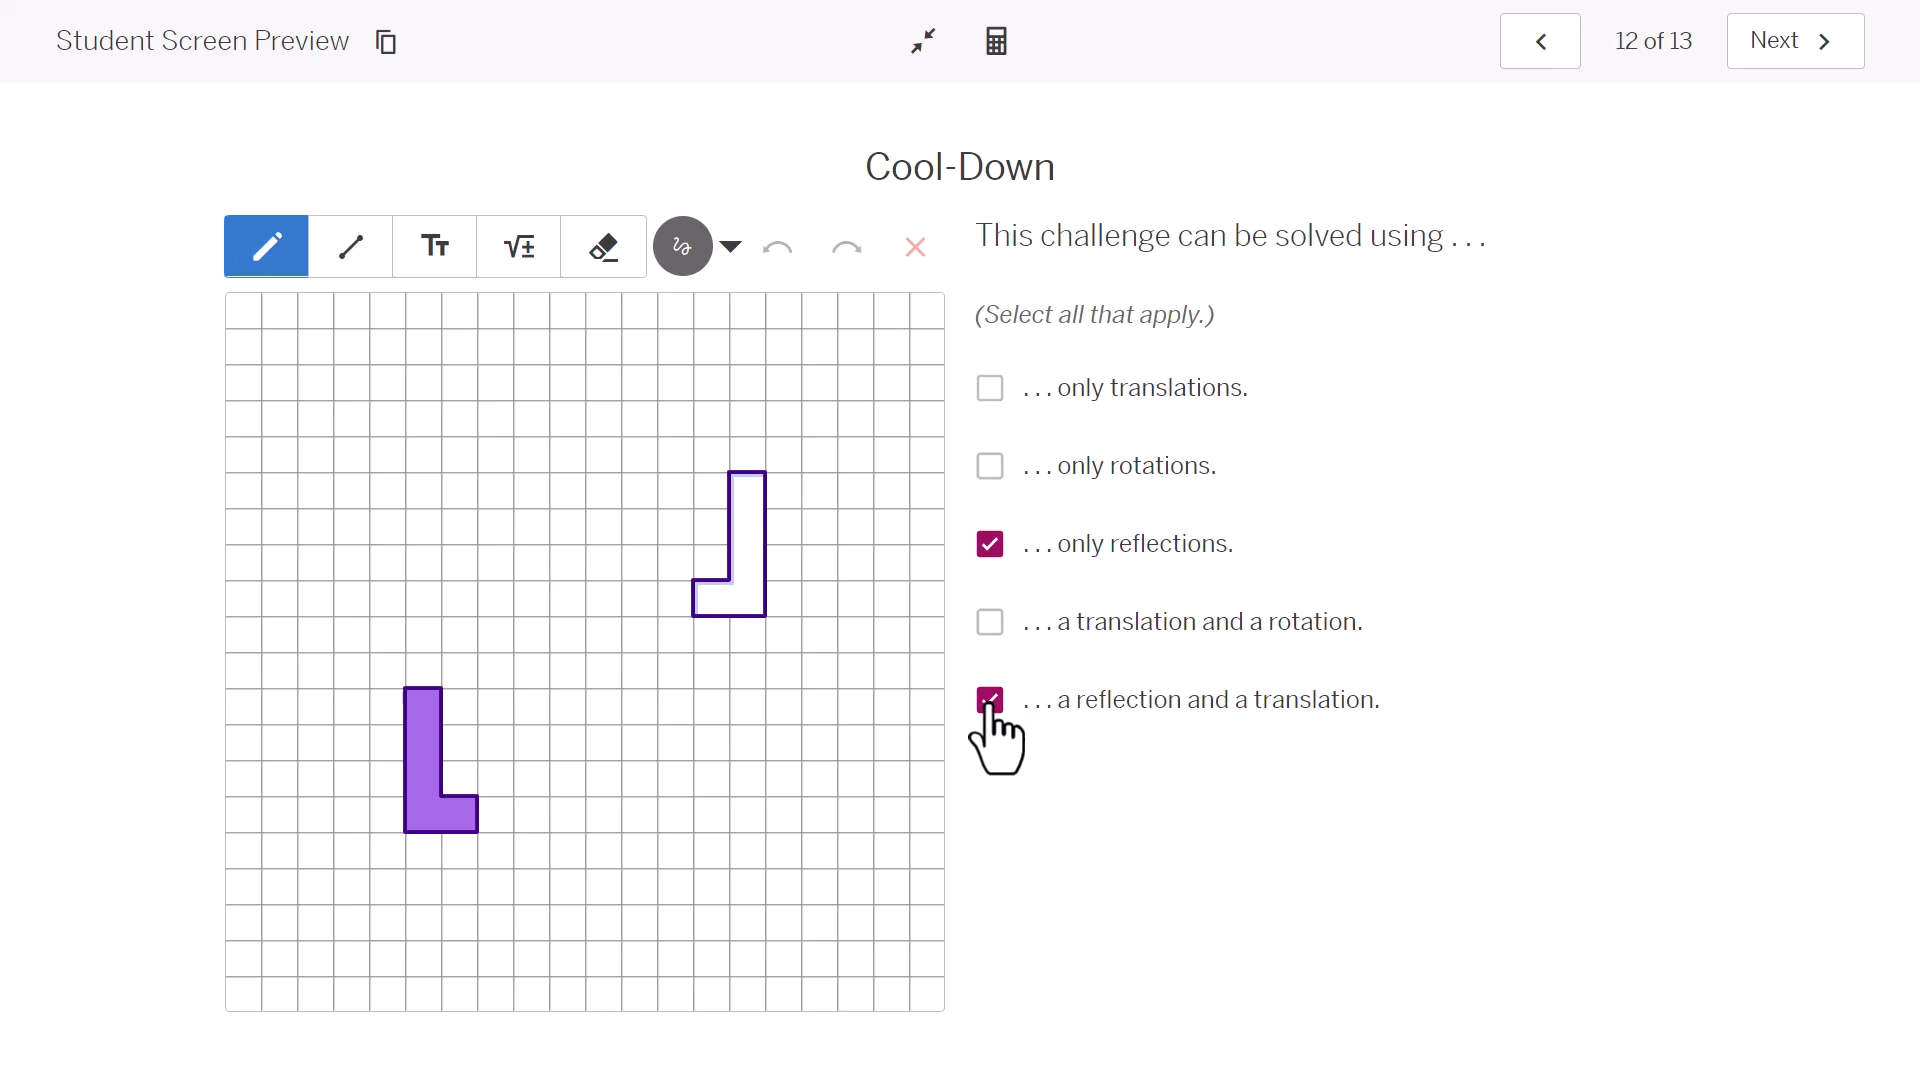 Student Screen Preview
12 of 13
Next
Cool-Down
This challenge can be solved using . . .
(Select all that apply.)
. . . only translations.
. . . only rotations.
. . . only reflections.
. . . a translation and a rotation.
. . . a reflection and a translation.